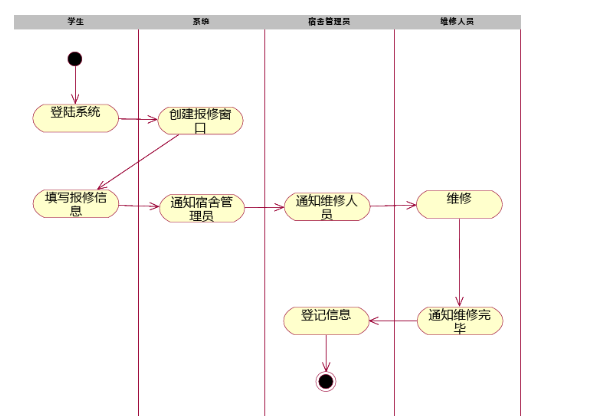 学生 系统 宿舍管理员 维修人员
登陆系统
创建报修窗
口
填写报修信
息
通知宿舍管
理员
通知维修人
员
维修
登记信息
通知维修完
毕